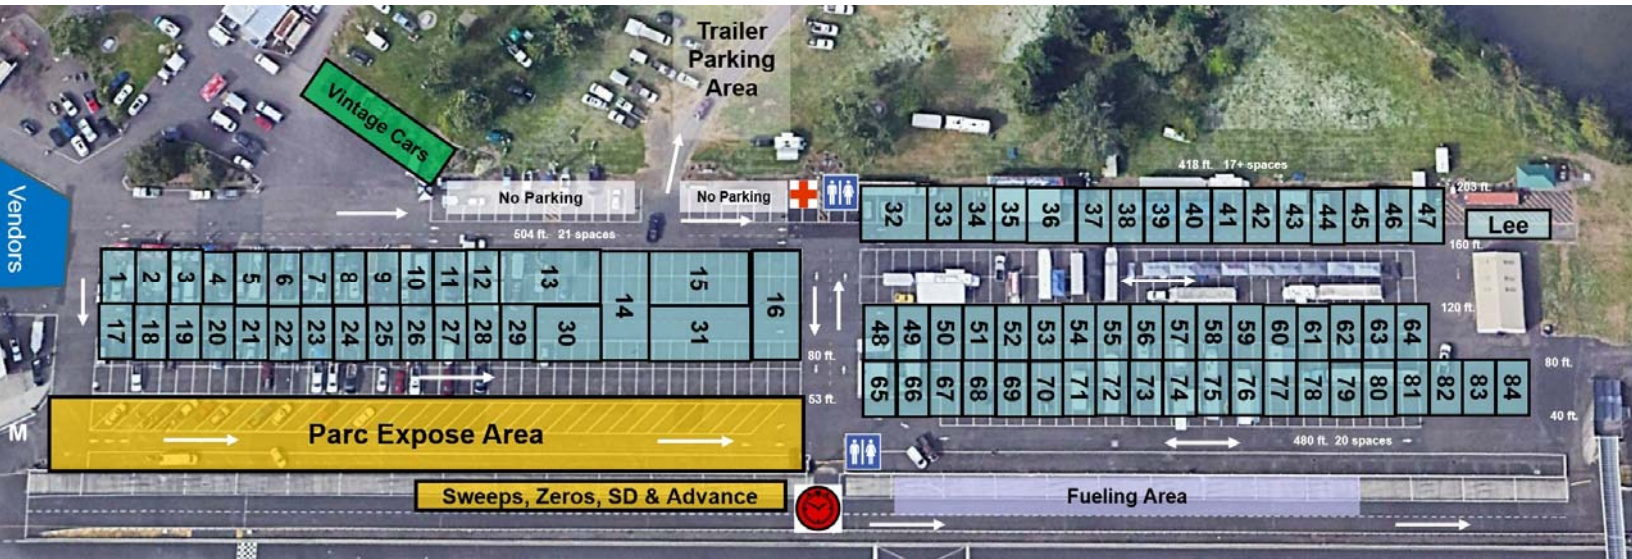 Trailer
Parking
Area
Vintage Cars
Vendors
No Parking
No Parking
418 ft. 17+ spaces
203 ft.
32 33 34 35 36 37 38 39 40 41 42 43 44 45 46 47
Lee
504 ft. 21 spaces
160 ft.
1 2 3 4 5 6 7 8 9 10 11 12 13 14 15 16
17 18 19 20 21 22 23 24 25 26 27 28 29 30 31
120 ft.
48 49 50 51 52 53 54 55 56 57 58 59 60 61 62 63 64
80 ft.
80 ft.
65 66 67 68 69 70 71 72 73 74 75 76 77 78 79 80 81 82 83 84
53 ft.
40 ft.
M
Parc Expose Area
480 ft. 20 spaces
Sweeps, Zeros, SD & Advance
Fueling Area